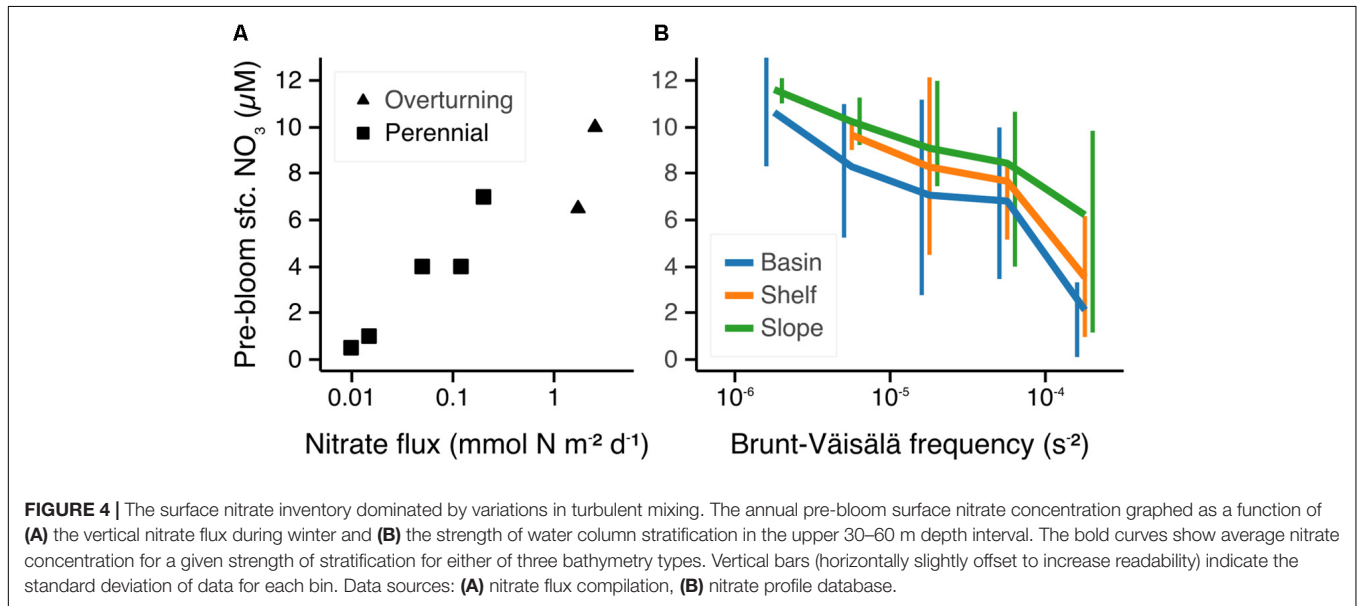 A
B
Pre-bloom sfc. NO3 (µM)
12
10
8
6
4
2
0
Overturning
Perennial
0.01
0.1
1
Nitrate flux (mmol N m⁻² d⁻¹)
12
10
8
6
4
2
0
Basin
Shelf
Slope
10⁻⁶
10⁻⁵
10⁻⁴
Brunt-Väisälä frequency (s⁻²)
FIGURE 4 | The surface nitrate inventory dominated by variations in turbulent mixing. The annual pre-bloom surface nitrate concentration graphed as a function of
(A) the vertical nitrate flux during winter and (B) the strength of water column stratification in the upper 30–60 m depth interval. The bold curves show average nitrate
concentration for a given strength of stratification for either of three bathymetry types. Vertical bars (horizontally slightly offset to increase readability) indicate the
standard deviation of data for each bin. Data sources: (A) nitrate flux compilation, (B) nitrate profile database.